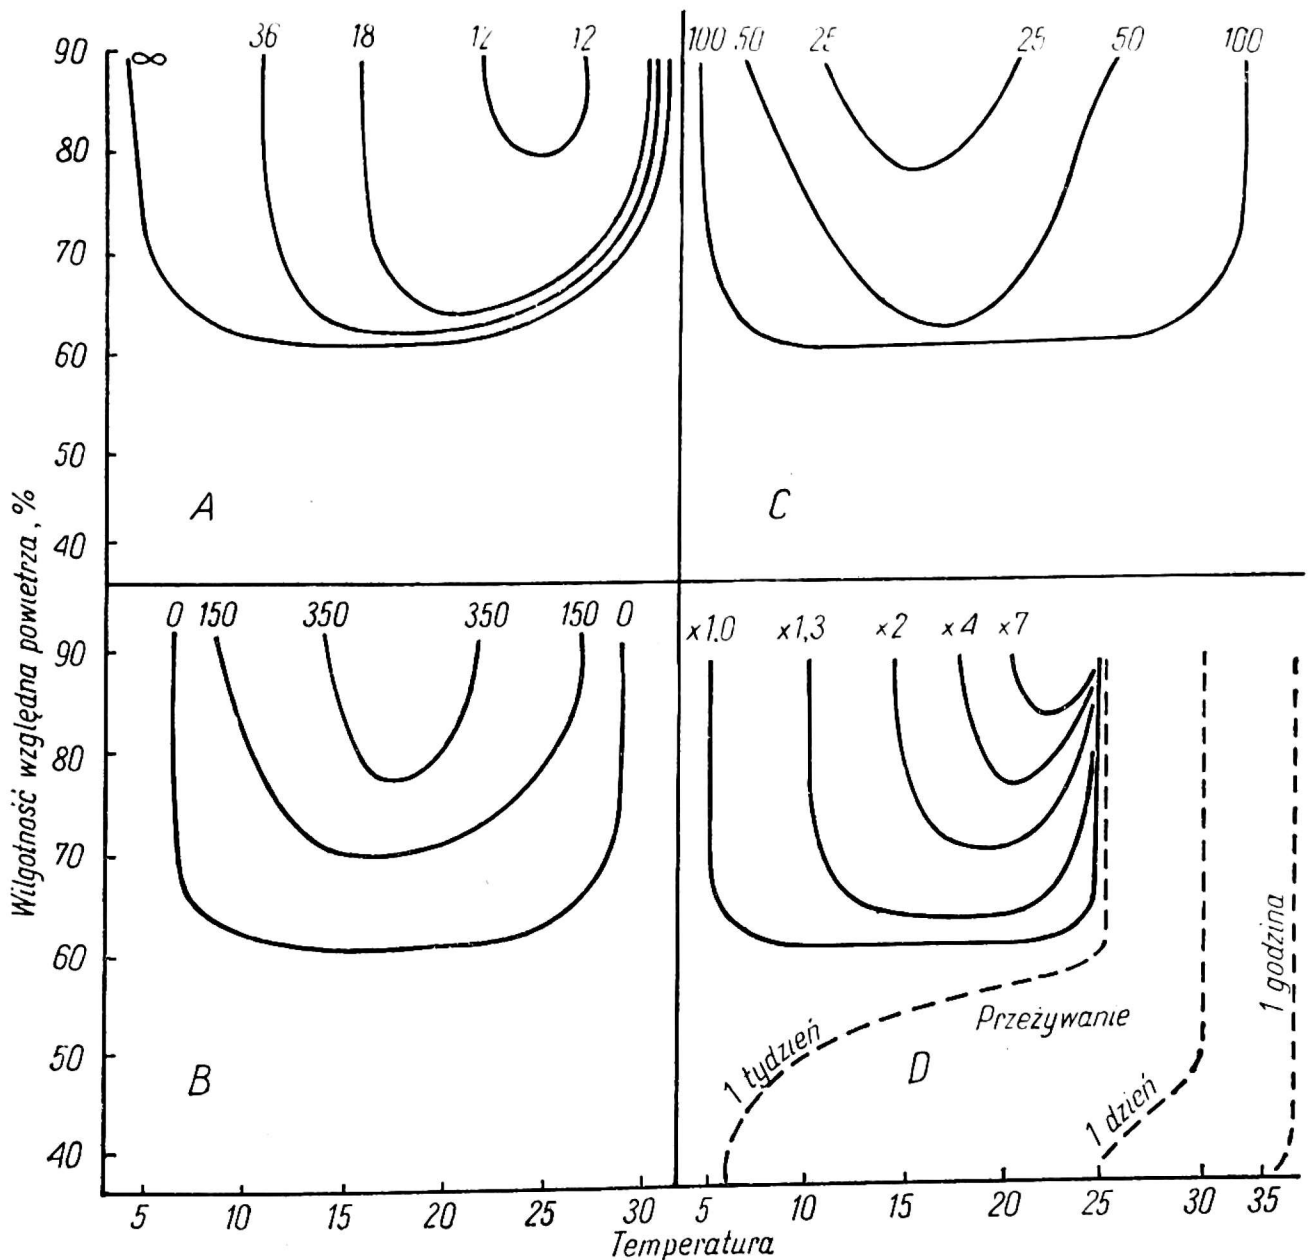 ∞ 36 18 12 12
100 50 25 25 50 100
90
80
70
60
50
40
A
C
Wilgotność względna powietrza, %
0 150 350 350 150 0
×1,0 ×1,3 ×2 ×4 ×7
90
80
70
60
50
40
B
1 tydzień
Przeżywanie
D
1 dzień
1 godzina
5 10 15 20 25 30
5 10 15 20 25 30 35
Temperatura